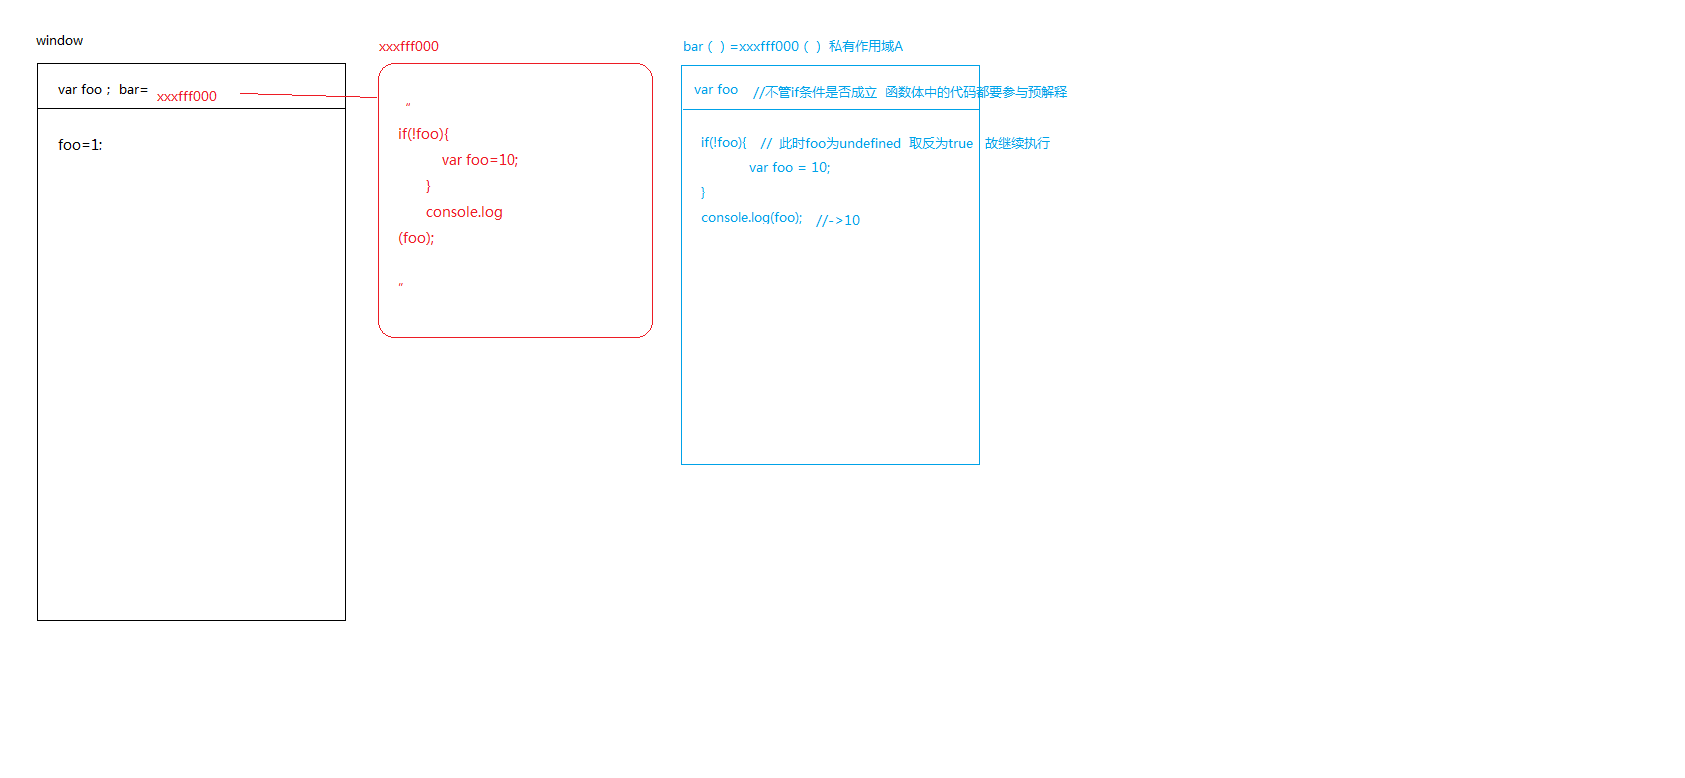 window
var foo ; bar= xxxfff000
foo=1:
xxxfff000
“
if(!foo){
var foo=10;
}
console.log
(foo);
“
bar ( ) =xxxfff000 ( ) 私有作用域A
var foo //不管if条件是否成立 函数体中的代码都要参与预解释
if(!foo){ // 此时foo为undefined 取反为true 故继续执行
var foo = 10;
}
console.log(foo); //->10